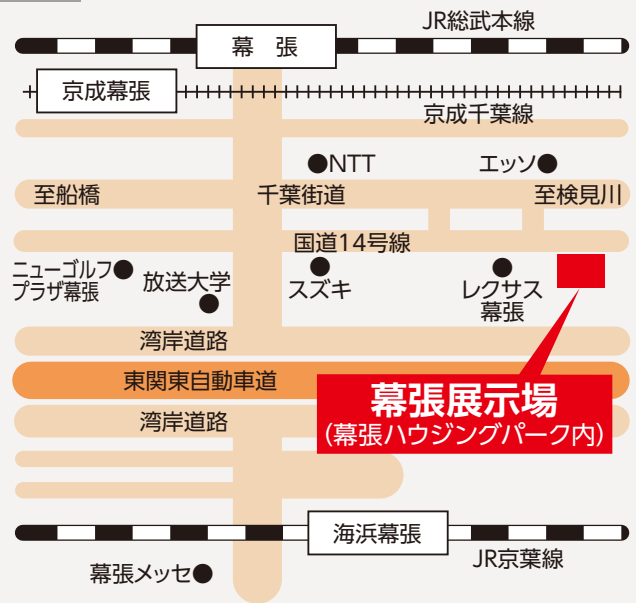 JR総武本線
幕 張
京成幕張
京成千葉線
●NTT
エッソ●
至船橋
千葉街道
至検見川
国道14号線
ニューゴルフ●
プラザ幕張
放送大学
スズキ
レクサス
幕張
湾岸道路
東関東自動車道
幕張展示場
(幕張ハウジングパーク内)
湾岸道路
海浜幕張
JR京葉線
幕張メッセ●